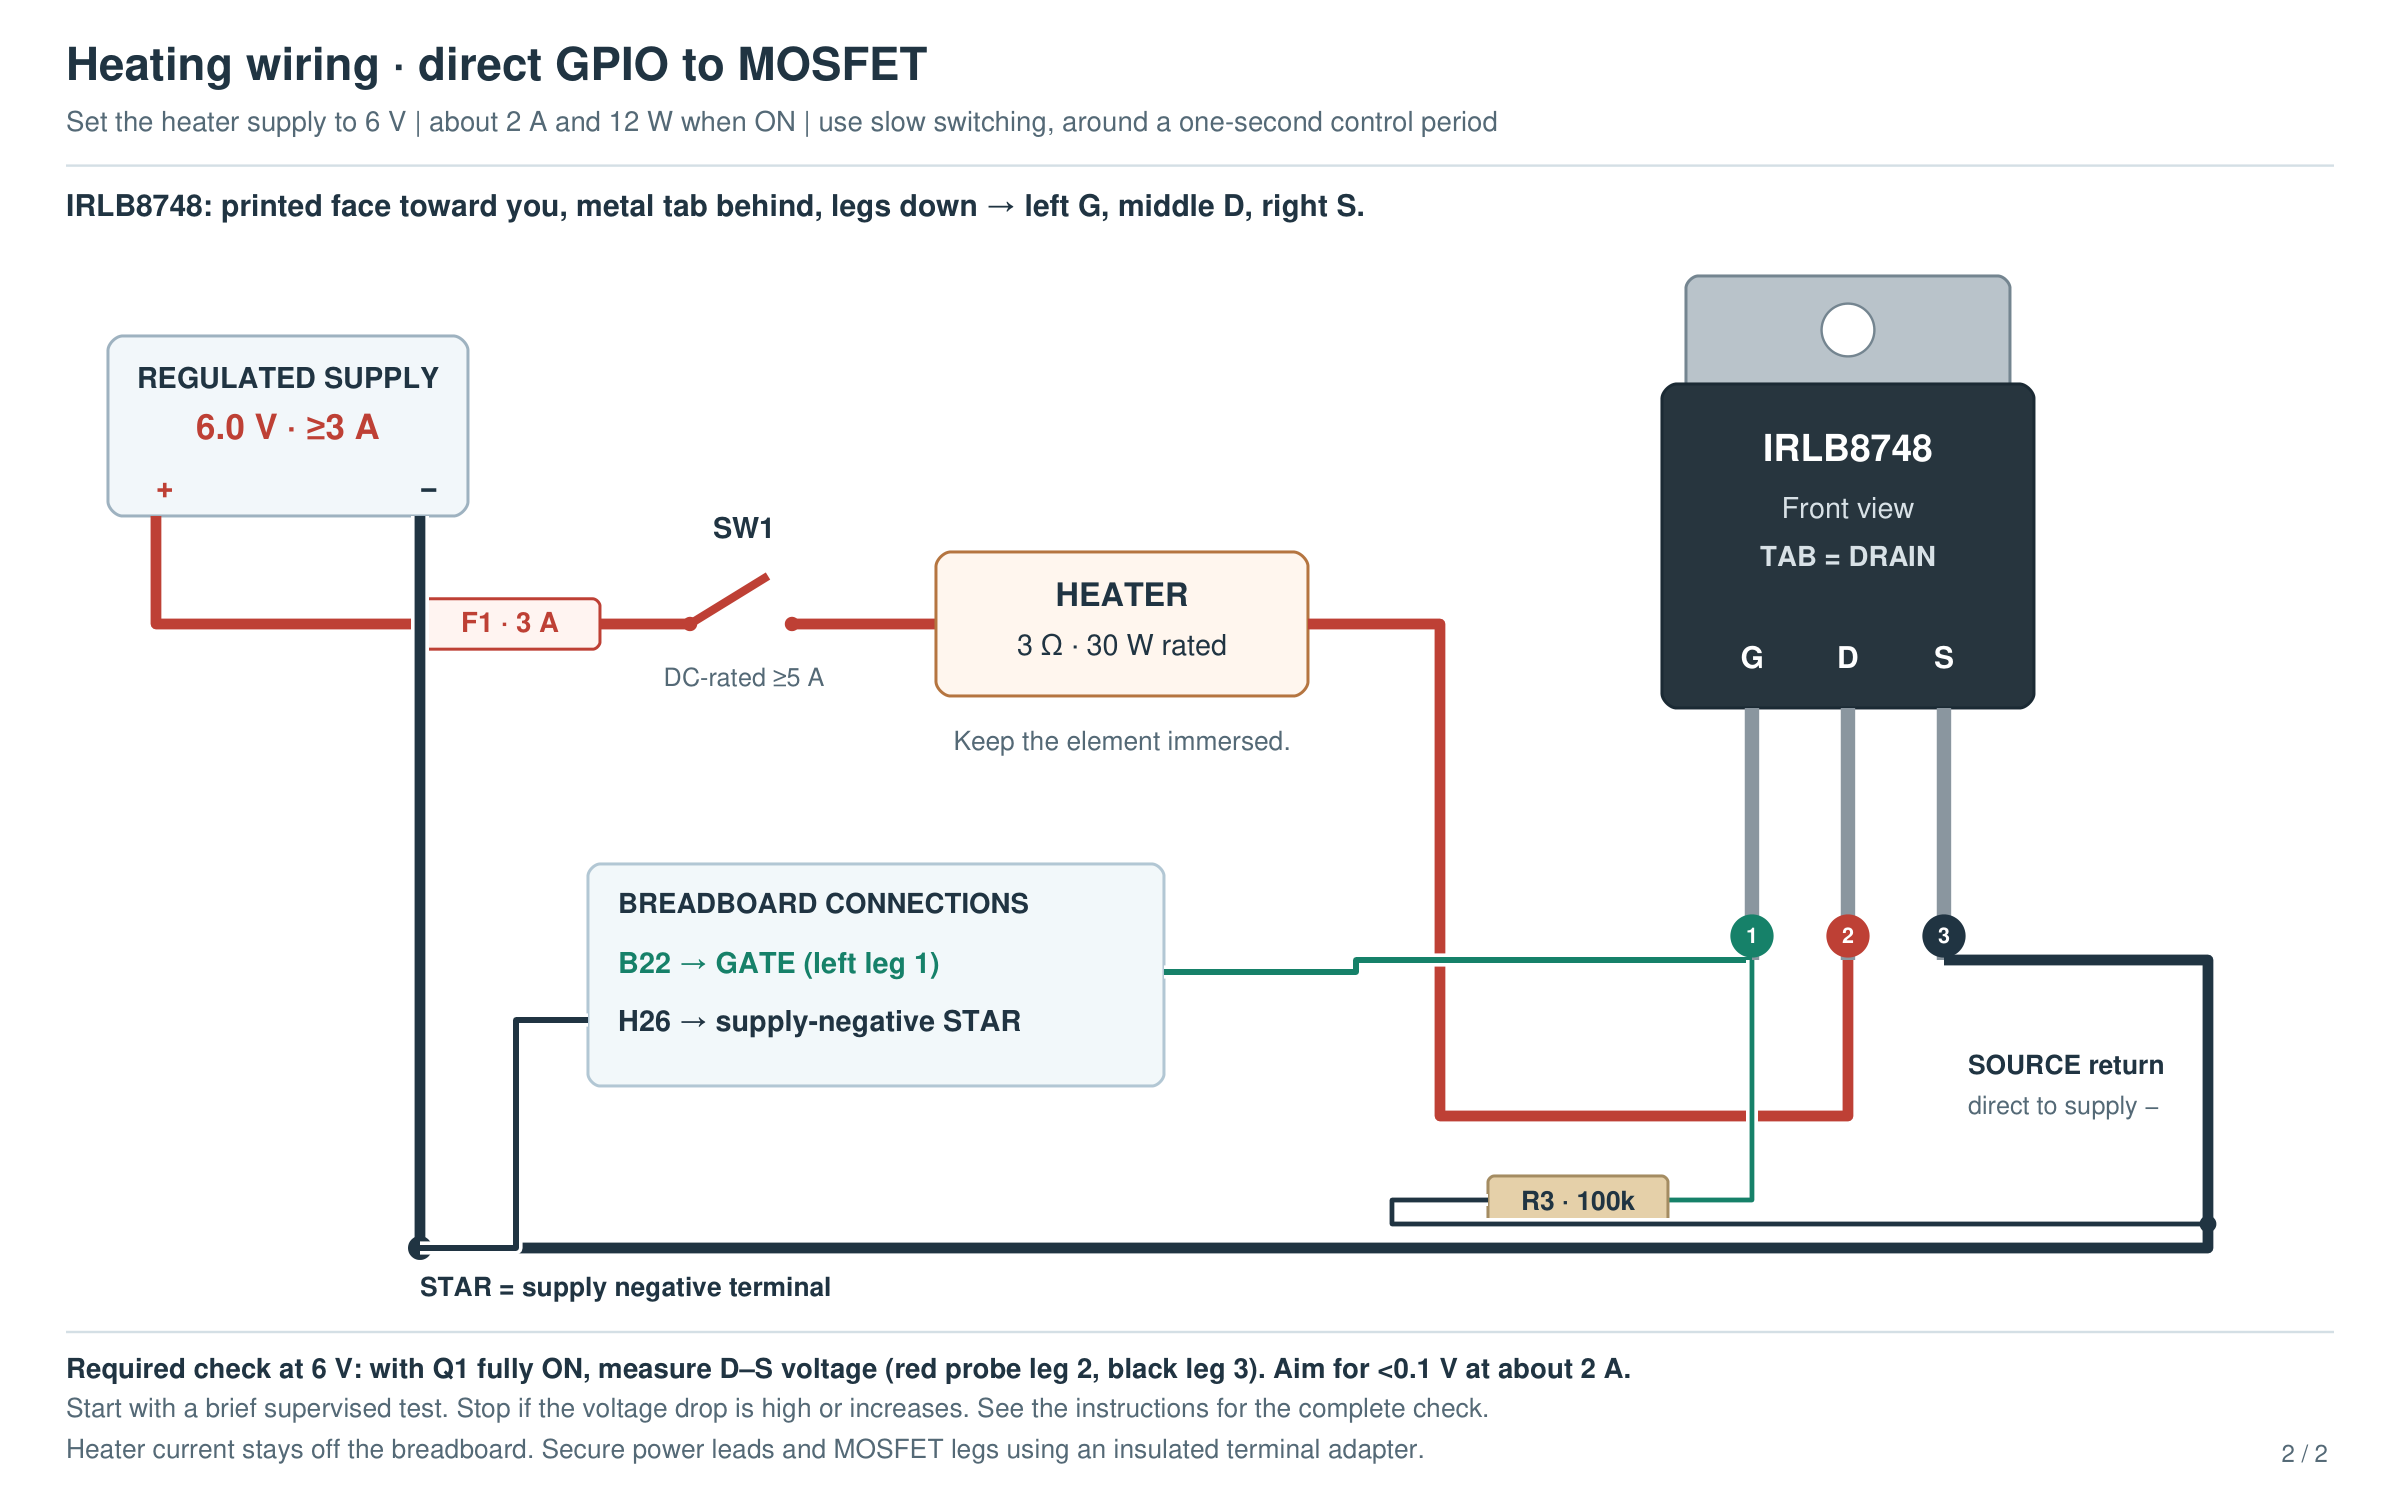 Heating wiring · direct GPIO to MOSFET
Set the heater supply to 6 V | about 2 A and 12 W when ON | use slow switching, around a one-second control period
IRLB8748: printed face toward you, metal tab behind, legs down → left G, middle D, right S.
REGULATED SUPPLY
6.0 V · ≥3 A
+ −
SW1
F1 · 3 A
DC-rated ≥5 A
HEATER
3 Ω · 30 W rated
Keep the element immersed.
IRLB8748
Front view
TAB = DRAIN
G D S
1 2 3
BREADBOARD CONNECTIONS
B22 → GATE (left leg 1)
H26 → supply-negative STAR
SOURCE return
direct to supply −
R3 · 100k
STAR = supply negative terminal
Required check at 6 V: with Q1 fully ON, measure D–S voltage (red probe leg 2, black leg 3). Aim for <0.1 V at about 2 A.
Start with a brief supervised test. Stop if the voltage drop is high or increases. See the instructions for the complete check.
Heater current stays off the breadboard. Secure power leads and MOSFET legs using an insulated terminal adapter.
2 / 2